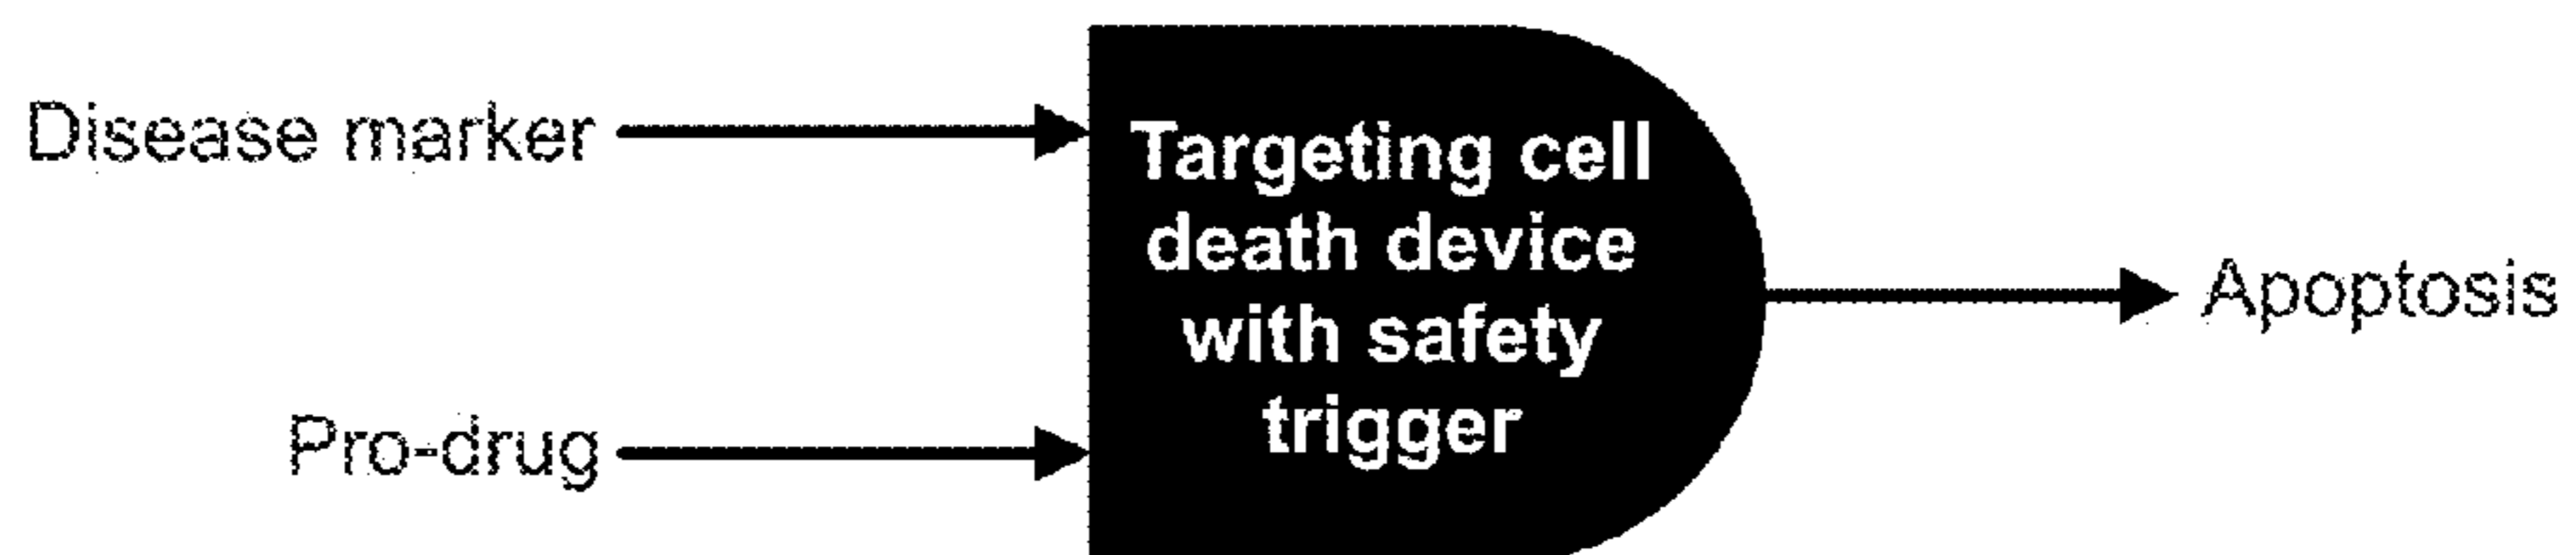 Disease marker
Pro-drug
Targeting cell
death device
with safety
trigger
Apoptosis